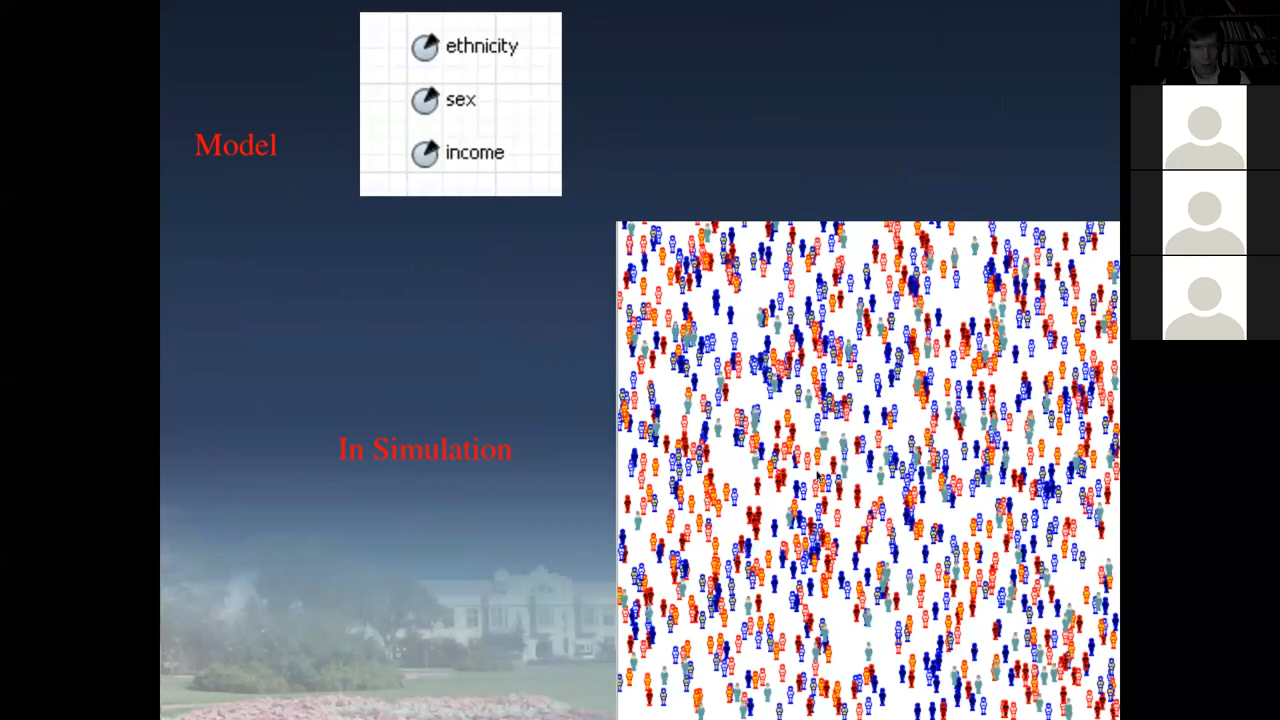 ethnicity
sex
income
Model
In Simulation